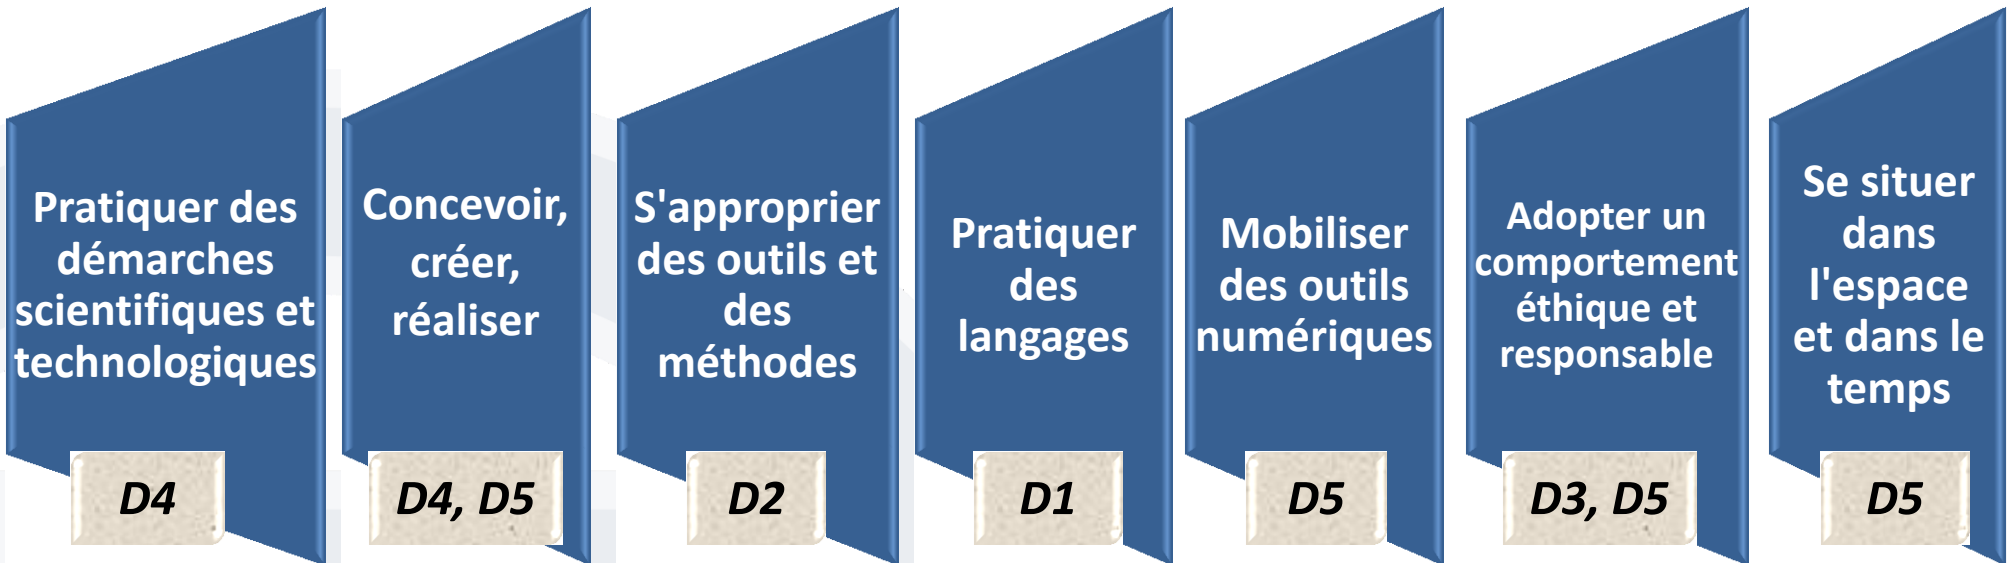 Pratiquer des
démarches
scientifiques et
technologiques
D4
Concevoir,
créer,
réaliser
D4, D5
S'approprier
des outils et
des
méthodes
D2
Pratiquer
des
langages
D1
Mobiliser
des outils
numériques
D5
Adopter un
comportement
éthique et
responsable
D3, D5
Se situer
dans
l'espace
et dans le
temps
D5